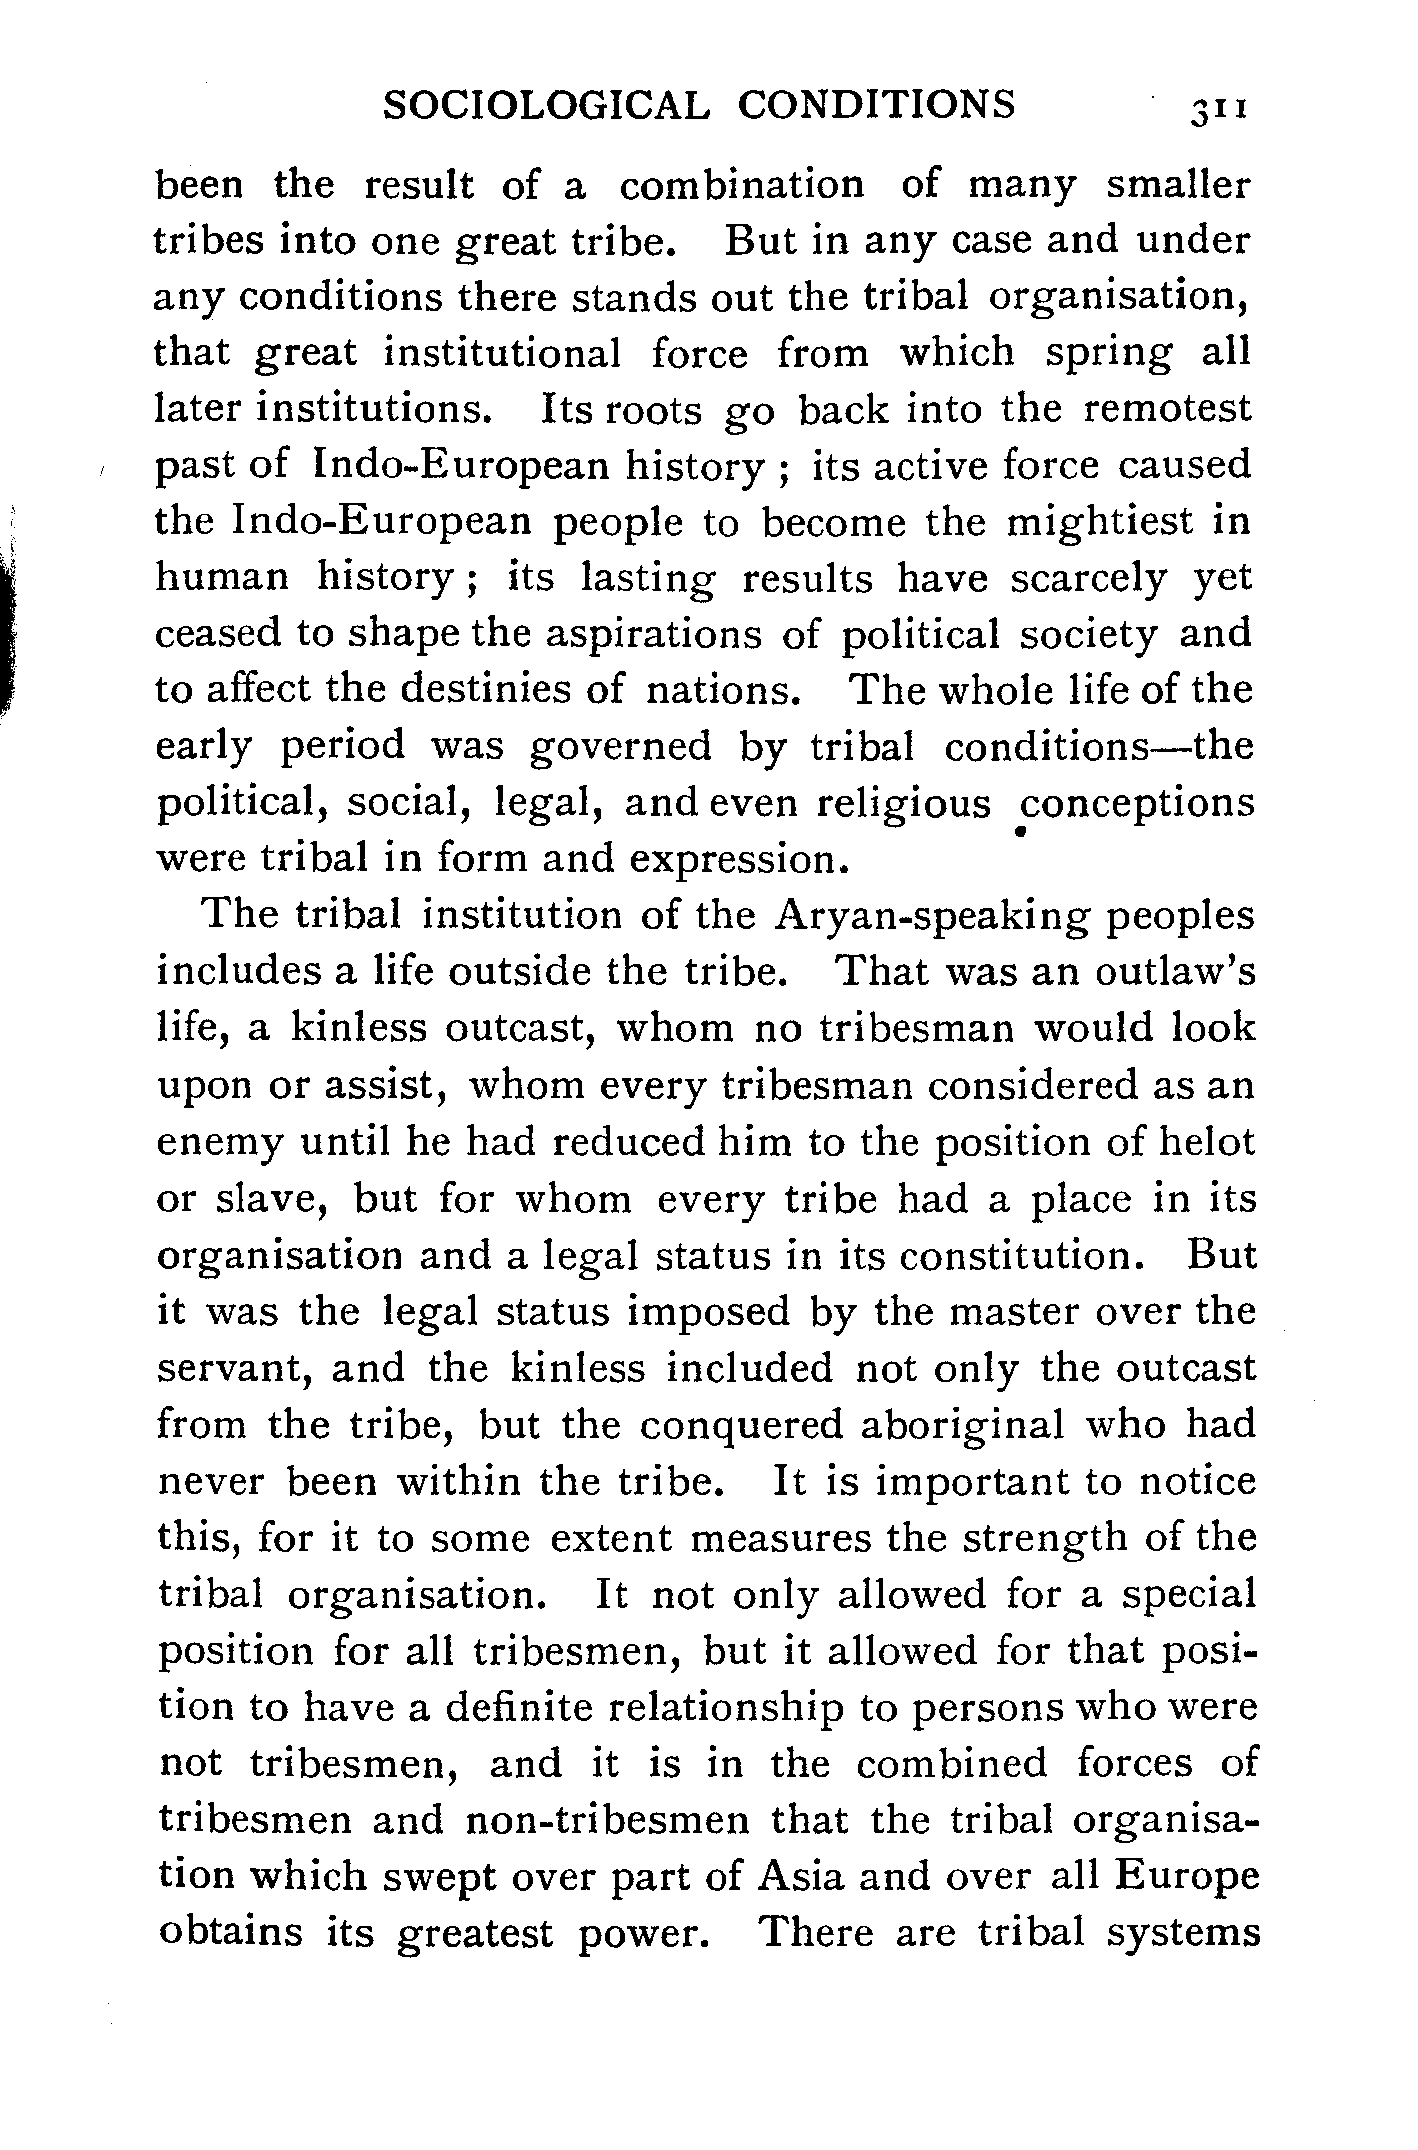 SOCIOLOGICAL CONDITIONS 311
been the result of a combination of many smaller
tribes into one great tribe. But in any case and under
any conditions there stands out the tribal organisation,
that great institutional force from which spring all
later institutions. Its roots go back into the remotest
past of Indo-European history ; its active force caused
the Indo-European people to become the mightiest in
human history ; its lasting results have scarcely yet
ceased to shape the aspirations of political society and
to affect the destinies of nations. The whole life of the
early period was governed by tribal conditions—the
political, social, legal, and even religious conceptions
were tribal in form and expression.
The tribal institution of the Aryan-speaking peoples
includes a life outside the tribe. That was an outlaw's
life, a kinless outcast, whom no tribesman would look
upon or assist, whom every tribesman considered as an
enemy until he had reduced him to the position of helot
or slave, but for whom every tribe had a place in its
organisation and a legal status in its constitution. But
it was the legal status imposed by the master over the
servant, and the kinless included not only the outcast
from the tribe, but the conquered aboriginal who had
never been within the tribe. It is important to notice
this, for it to some extent measures the strength of the
tribal organisation. It not only allowed for a special
position for all tribesmen, but it allowed for that posi-
tion to have a definite relationship to persons who were
not tribesmen, and it is in the combined forces of
tribesmen and non-tribesmen that the tribal organisa-
tion which swept over part of Asia and over all Europe
obtains its greatest power. There are tribal systems